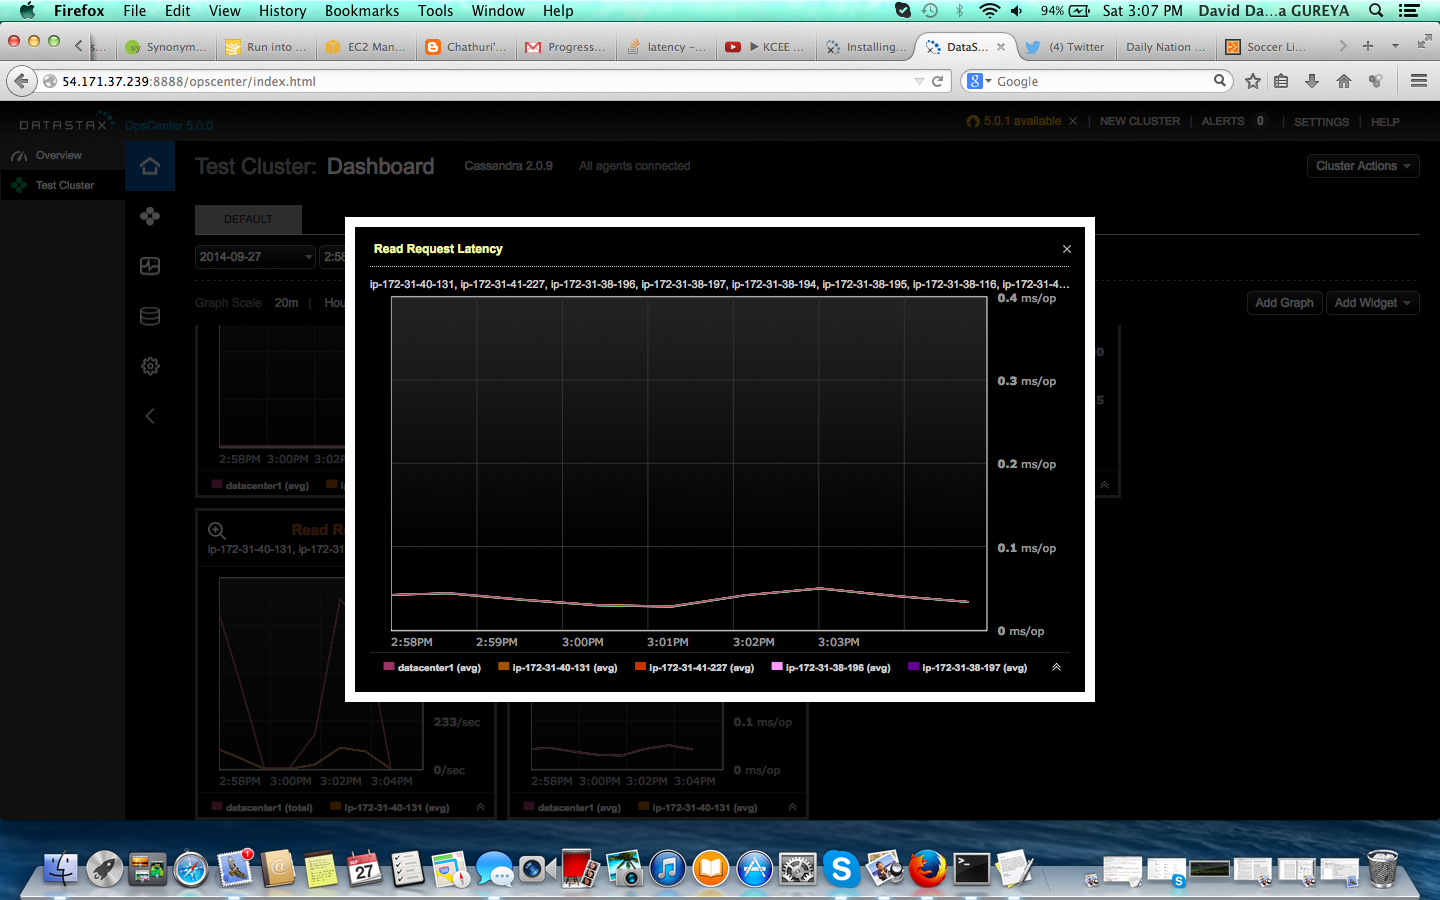 Firefox File Edit View History Bookmarks Tools Window Help 94% Sat 3:07 PM David Da...a GUREYA
s... sy Synonym... Run into ... EC2 Man... Chathuri'... Progress... latency -... ▶ KCEE ... Installing... DataS... × (4) Twitter Daily Nation ... Soccer Li...
54.171.37.239:8888/opscenter/index.html Google
DATASTAX OpsCenter 5.0.0 5.0.1 available × | NEW CLUSTER | ALERTS 0 | SETTINGS | HELP
Overview
Test Cluster
Test Cluster: Dashboard Cassandra 2.0.9 All agents connected Cluster Actions
DEFAULT
2014-09-27 2:58
Graph Scale 20m | Hou
Add Graph Add Widget
Read Request Latency ×
ip-172-31-40-131, ip-172-31-41-227, ip-172-31-38-196, ip-172-31-38-197, ip-172-31-38-194, ip-172-31-38-195, ip-172-31-38-116, ip-172-31-4...
0.4 ms/op
0.3 ms/op
0.2 ms/op
0.1 ms/op
0 ms/op
2:58PM 2:59PM 3:00PM 3:01PM 3:02PM 3:03PM
datacenter1 (avg) ip-172-31-40-131 (avg) ip-172-31-41-227 (avg) ip-172-31-38-196 (avg) ip-172-31-38-197 (avg)
2:58PM 3:00PM 3:02P
datacenter1 (avg)
Read R
ip-172-31-40-131, ip-172-31
233/sec
0/sec
2:58PM 3:00PM 3:02PM 3:04PM
datacenter1 (total) ip-172-31-40-131 (avg)
0.1 ms/op
0 ms/op
2:58PM 3:00PM 3:02PM 3:04PM
datacenter1 (avg) ip-172-31-40-131 (avg)
1
SEP
27